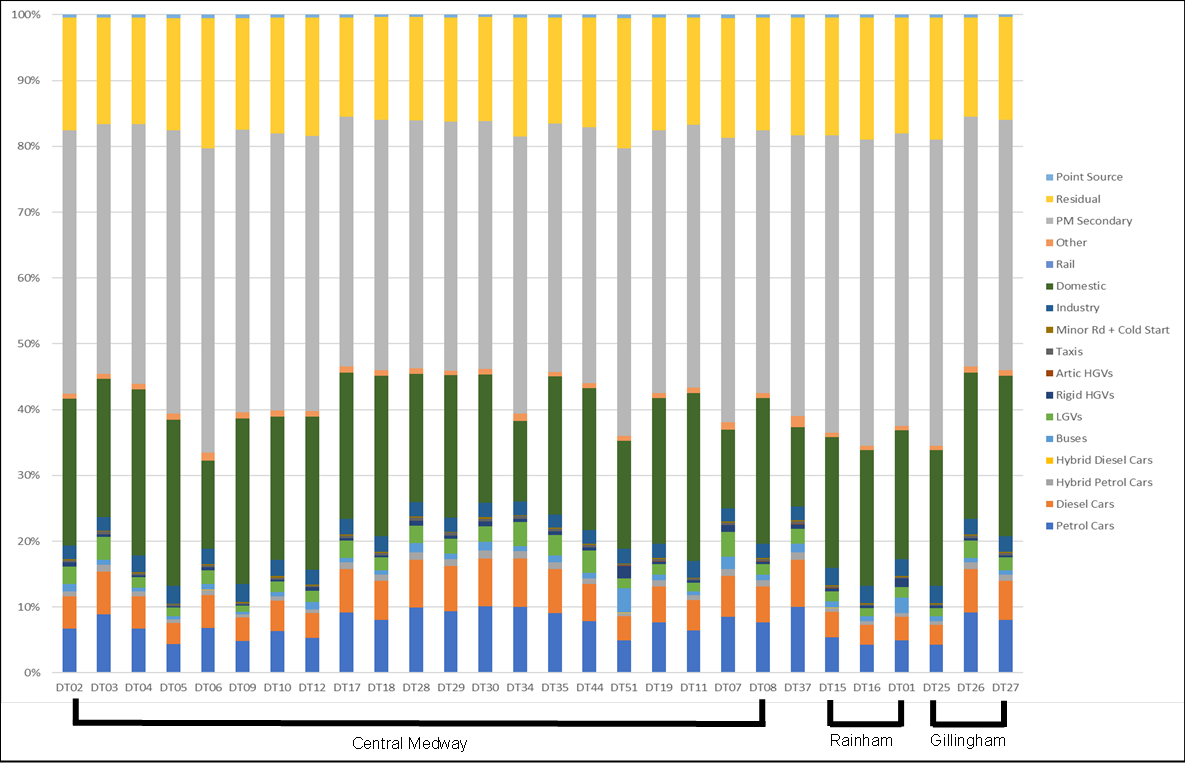 100%
90%
80%
70%
60%
50%
40%
30%
20%
10%
0%
DT02 DT03 DT04 DT05 DT06 DT09 DT10 DT12 DT17 DT18 DT28 DT29 DT30 DT34 DT35 DT44 DT51 DT19 DT11 DT07 DT08 DT37 DT15 DT16 DT01 DT25 DT26 DT27
Central Medway
Rainham
Gillingham
Point Source
Residual
PM Secondary
Other
Rail
Domestic
Industry
Minor Rd + Cold Start
Taxis
Artic HGVs
Rigid HGVs
LGVs
Buses
Hybrid Diesel Cars
Hybrid Petrol Cars
Diesel Cars
Petrol Cars